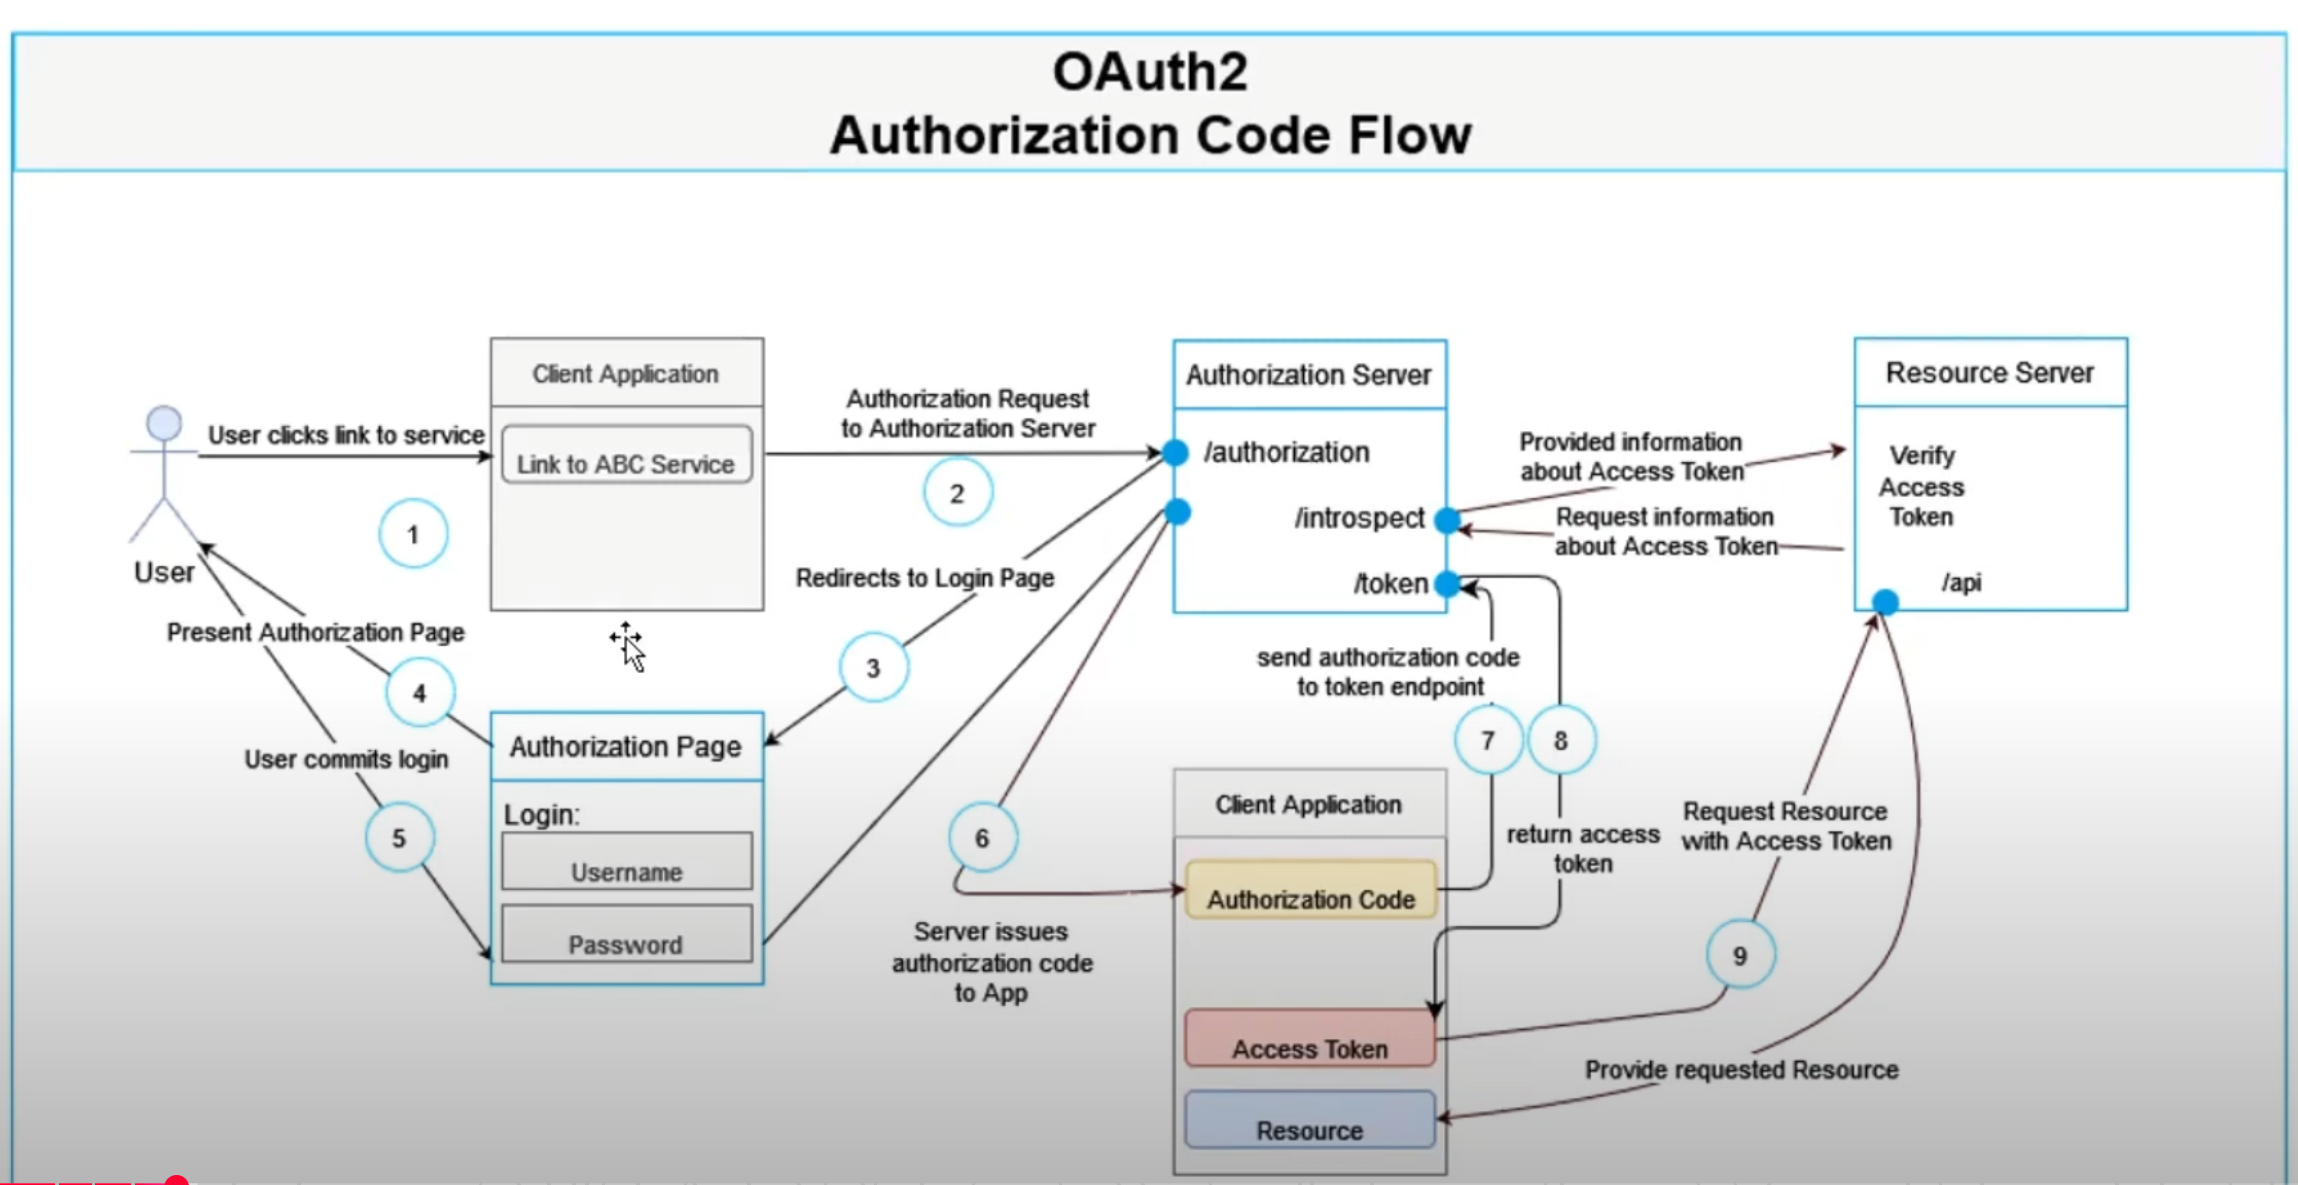 OAuth2
Authorization Code Flow
Client Application
Link to ABC Service
User clicks link to service
1
User
Authorization Request
to Authorization Server
2
Authorization Server
/authorization
/introspect
/token
Provided information
about Access Token
Request information
about Access Token
Resource Server
Verify
Access
Token
/api
Redirects to Login Page
3
Present Authorization Page
4
User commits login
5
Authorization Page
Login:
Username
Password
6
Server issues
authorization code
to App
send authorization code
to token endpoint
7
8
return access
token
Client Application
Authorization Code
Access Token
Resource
Request Resource
with Access Token
9
Provide requested Resource